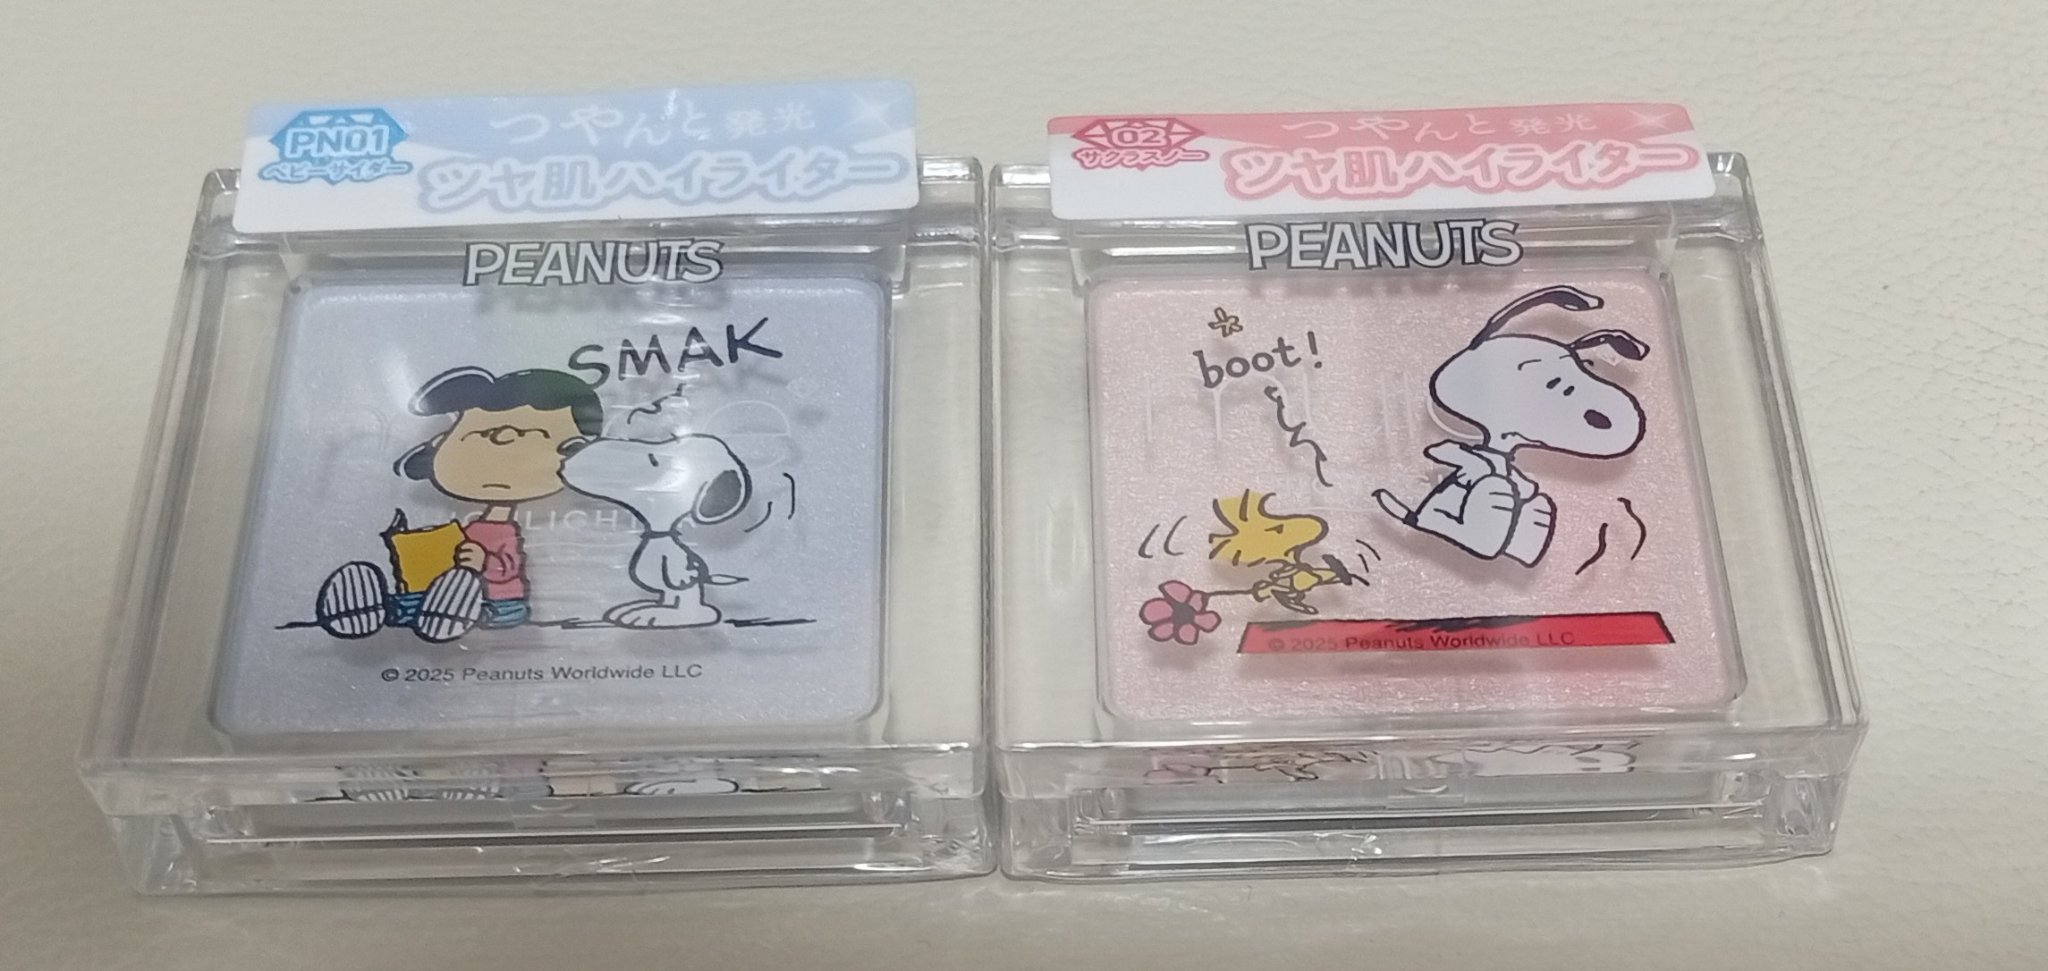 PN01
ベビーサイダー
つやんと発光
ツヤ肌ハイライター
PEANUTS
SMAK
HIGHLIGHTER
© 2025 Peanuts Worldwide LLC
02
サクラスノー
つやんと発光
ツヤ肌ハイライター
PEANUTS
boot!
© 2025 Peanuts Worldwide LLC